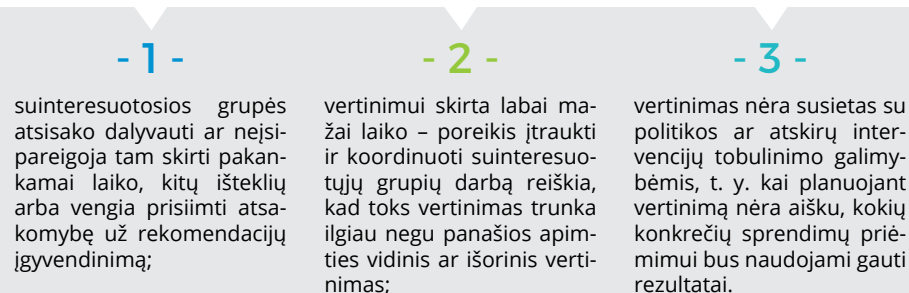 - 1 -
suinteresuotosios grupės
atsisako dalyvauti ar neįsi-
pareigoja tam skirti pakan-
kamai laiko, kitų išteklių
arba vengia prisiimti atsa-
komybę už rekomendacijų
įgyvendinimą;
- 2 -
vertinimui skirta labai ma-
žai laiko – poreikis įtraukti
ir koordinuoti suinteresuo-
tųjų grupių darbą reiškia,
kad toks vertinimas trunka
ilgiau negu panašios apim-
ties vidinis ar išorinis verti-
nimas;
- 3 -
vertinimas nėra susietas su
politikos ar atskirų inter-
vencijų tobulinimo galimy-
bėmis, t. y. kai planuojant
vertinimą nėra aišku, kokių
konkrečių sprendimų priė-
mimui bus naudojami gauti
rezultatai.